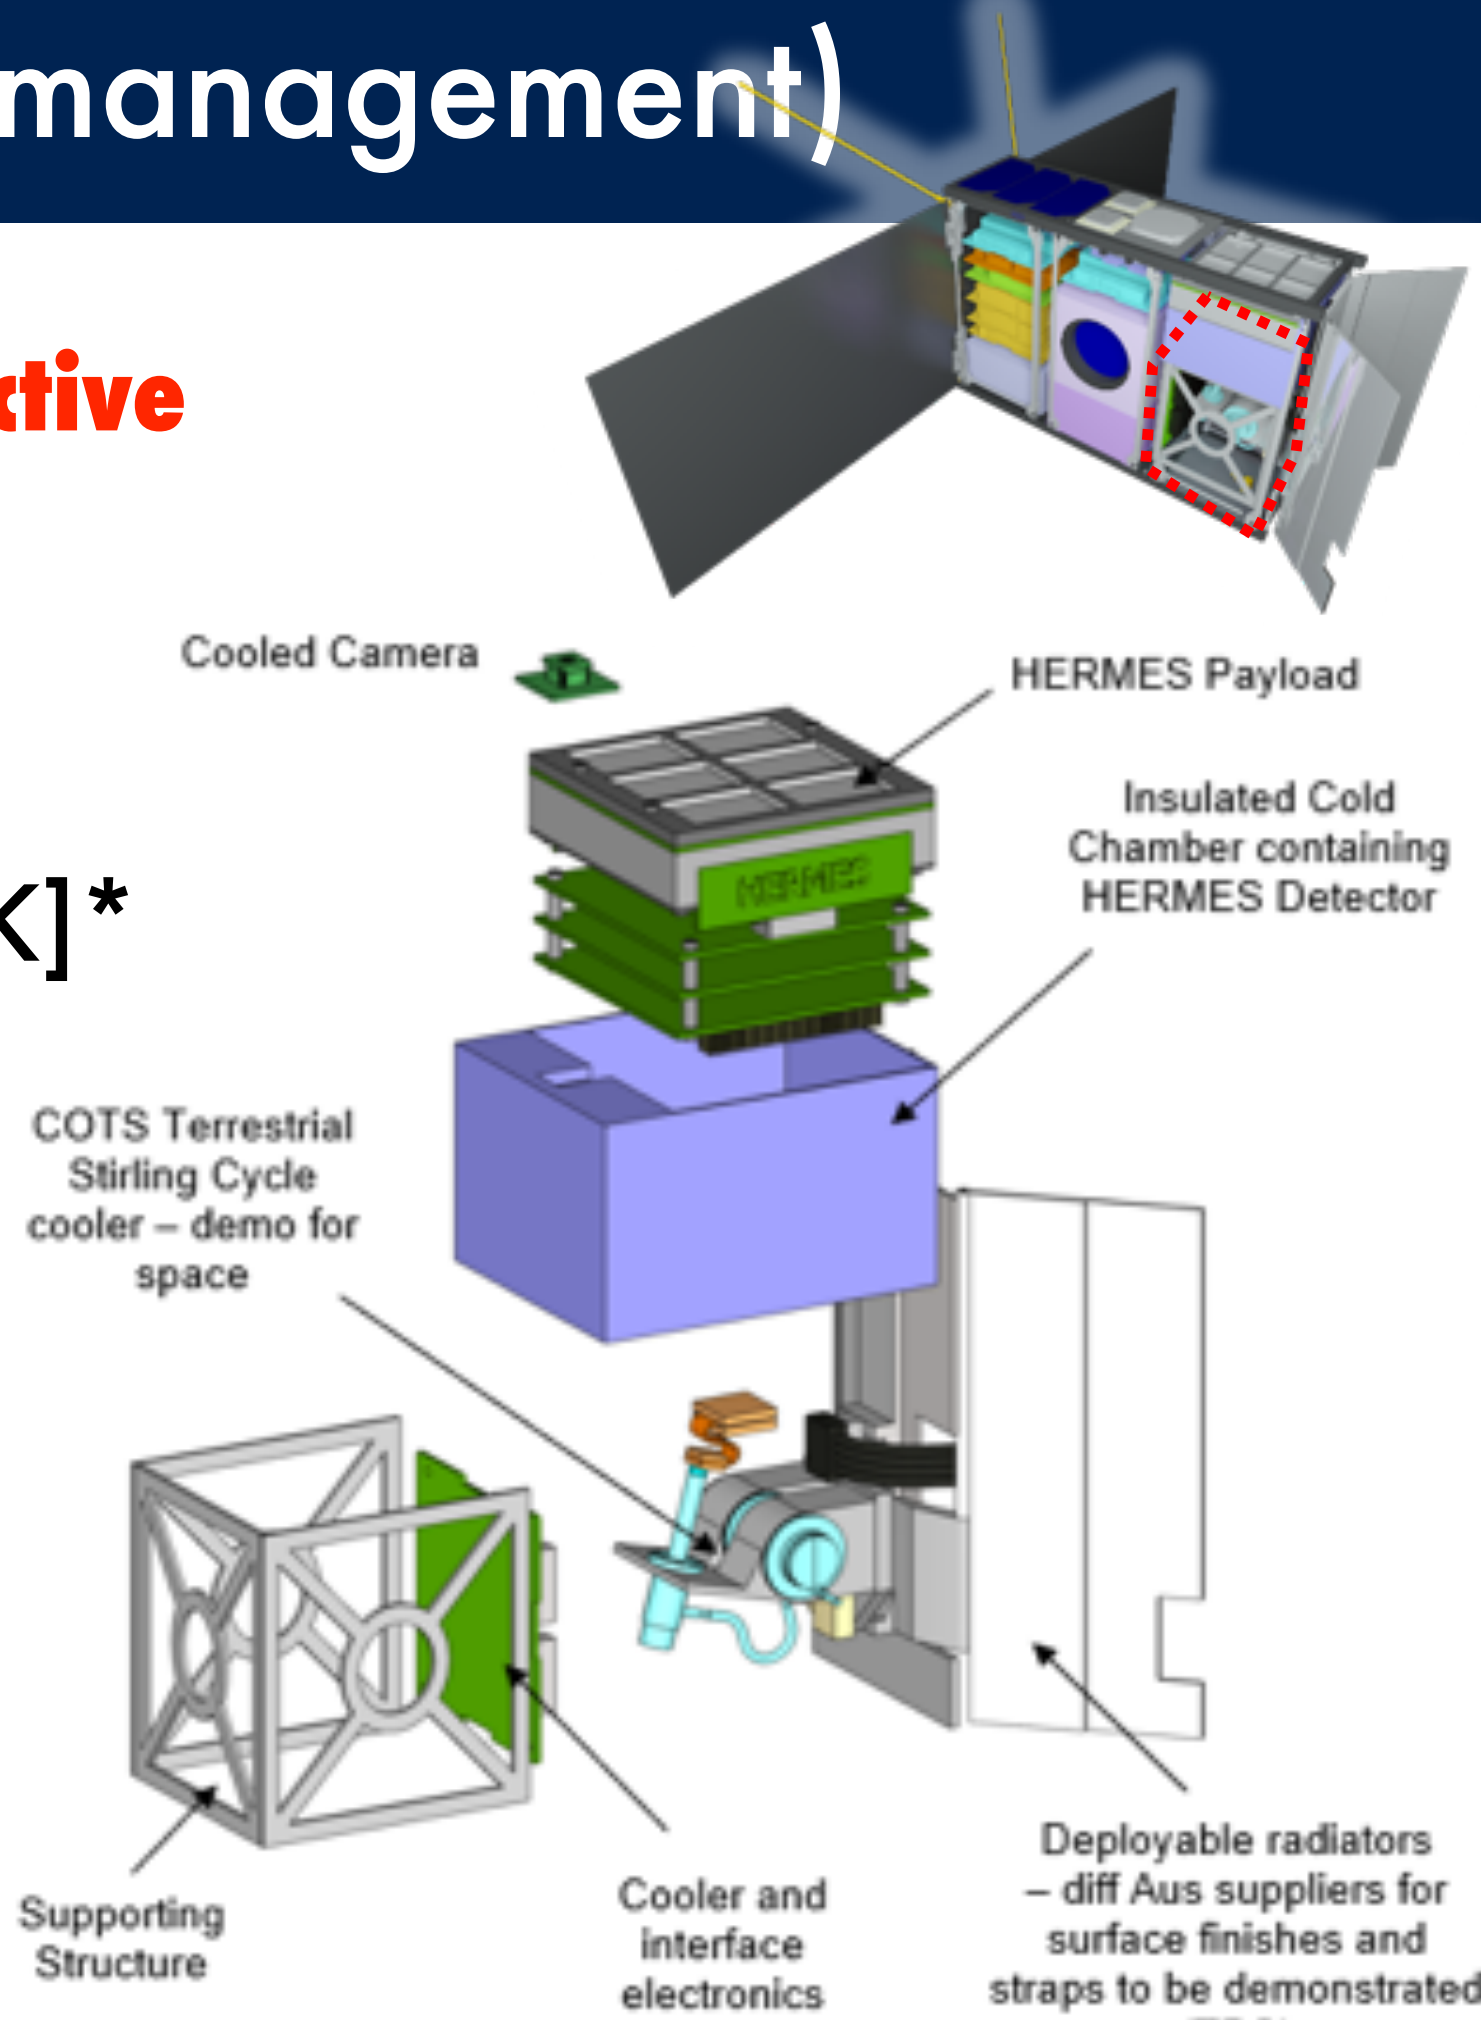 management)
ctive
Cooled Camera
HERMES Payload
Insulated Cold
Chamber containing
HERMES Detector
HERMES
K]*
COTS Terrestrial
Stirling Cycle
cooler – demo for
space
Supporting
Structure
Cooler and
interface
electronics
Deployable radiators
– diff Aus suppliers for
surface finishes and
straps to be demonstrated